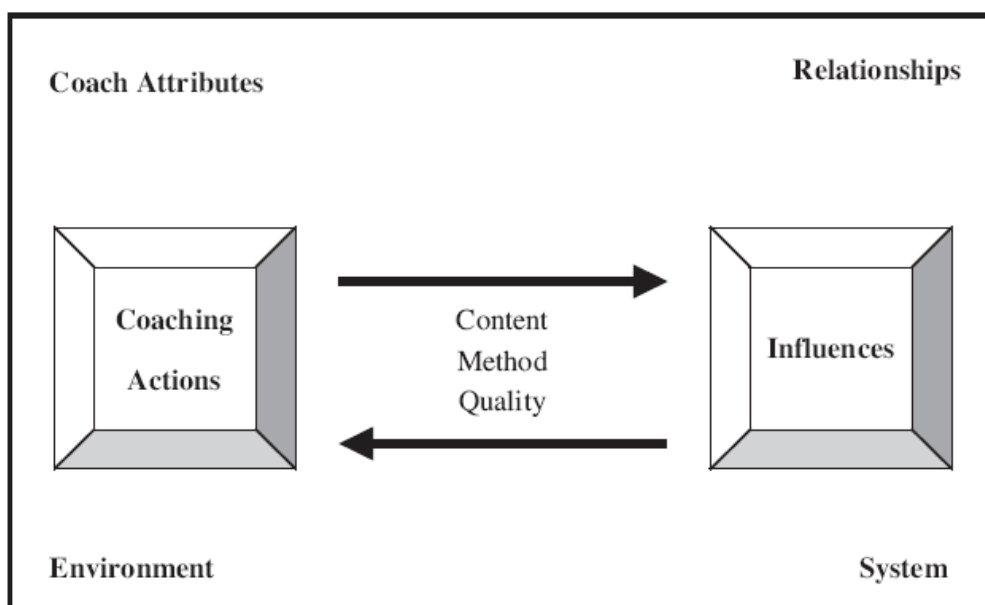 Coach Attributes
Relationships
Coaching
Actions
Content
Method
Quality
Influences
Environment
System